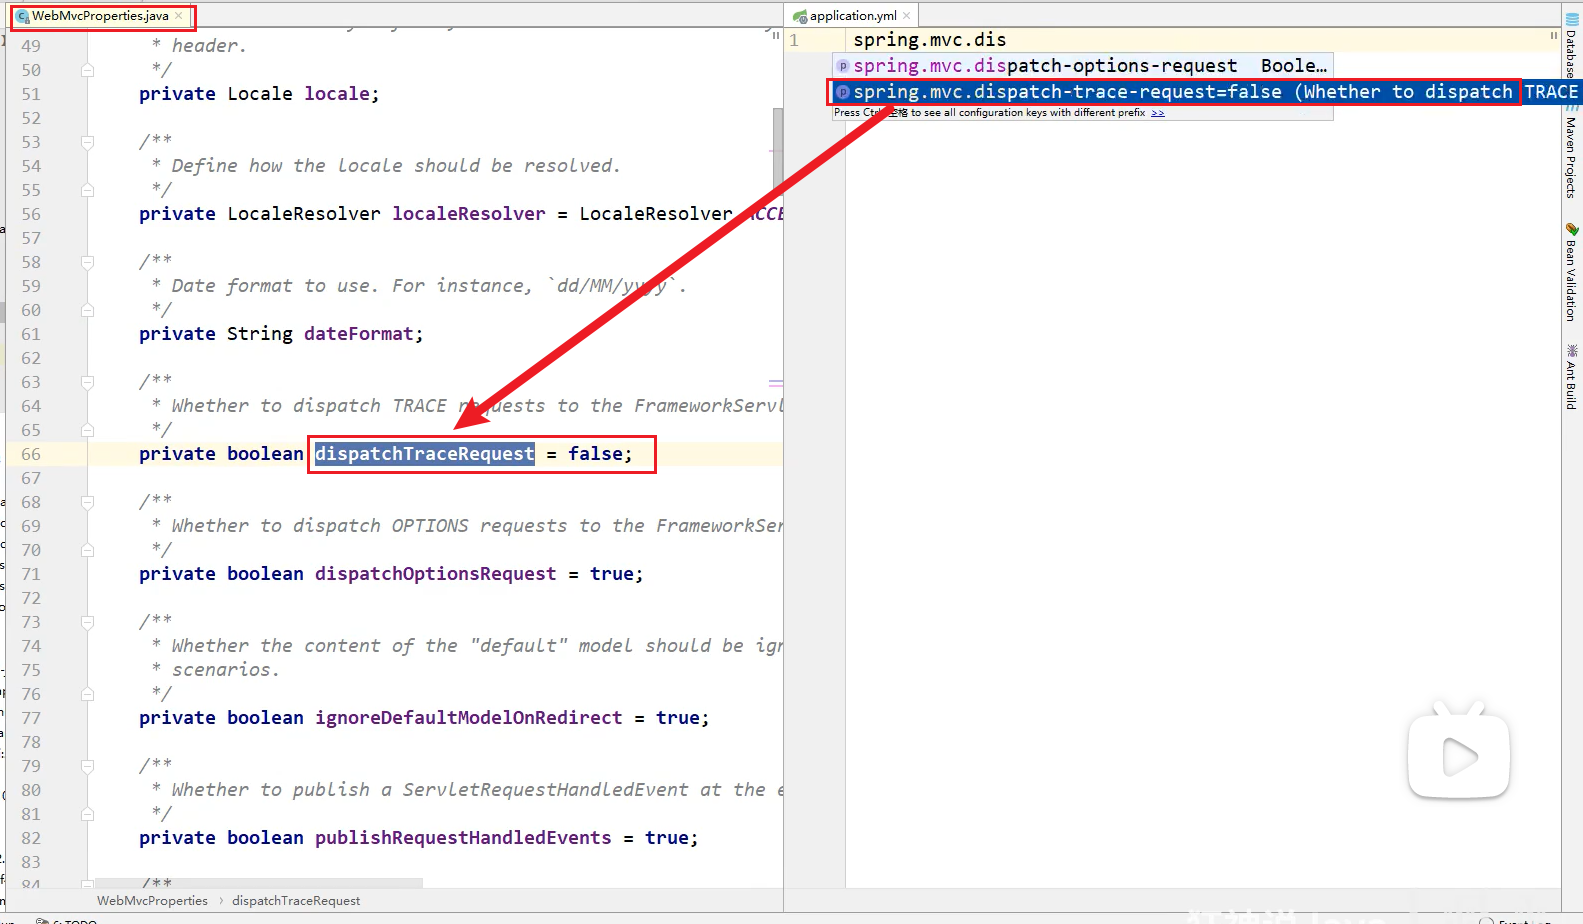 WebMvcProperties.java
49 * header.
50 */
51 private Locale locale;
52
53 /**
54 * Define how the locale should be resolved.
55 */
56 private LocaleResolver localeResolver = LocaleResolver
57
58 /**
59 * Date format to use. For instance, `dd/MM/yyyy`.
60 */
61 private String dateFormat;
62
63 /**
64 * Whether to dispatch TRACE requests to the FrameworkServl
65 */
66 private boolean dispatchTraceRequest = false;
67
68 /**
69 * Whether to dispatch OPTIONS requests to the FrameworkSer
70 */
71 private boolean dispatchOptionsRequest = true;
72
73 /**
74 * Whether the content of the "default" model should be ign
75 * scenarios.
76 */
77 private boolean ignoreDefaultModelOnRedirect = true;
78
79 /**
80 * Whether to publish a ServletRequestHandledEvent at the e
81 */
82 private boolean publishRequestHandledEvents = true;
83
84 /**
WebMvcProperties › dispatchTraceRequest
6: TODO
application.yml
1 spring.mvc.dis
spring.mvc.dispatch-options-request Boole…
spring.mvc.dispatch-trace-request=false (Whether to dispatch TRACE
Press Ctrl+空格 to see all configuration keys with different prefix >>
Database
Maven Projects
Bean Validation
Ant Build